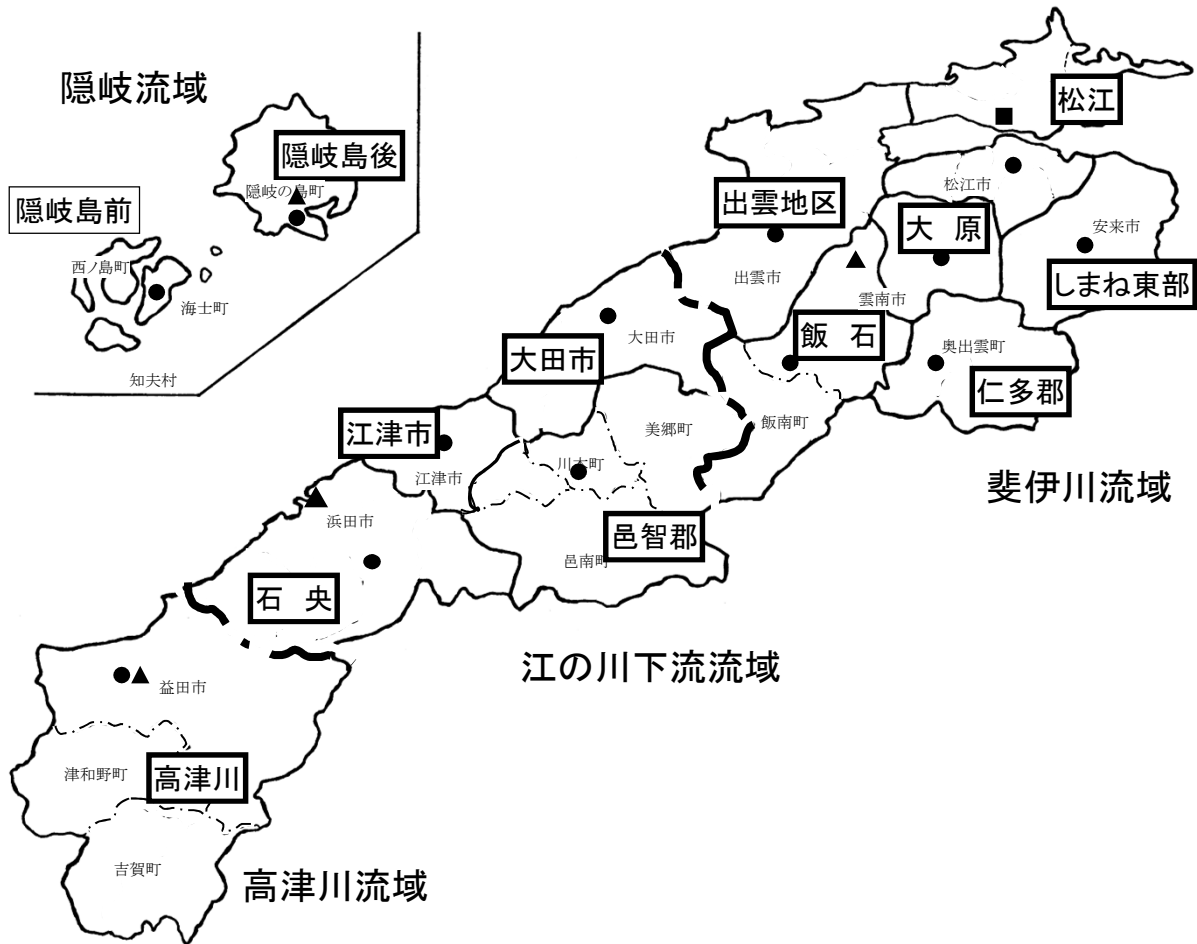 隠岐流域
松江
隠岐島後
松江市
隠岐の島町
隠岐島前
出雲地区
大 原
安来市
西ノ島町
出雲市
しまね東部
海士町
雲南市
大田市
飯 石
奥出雲町
大田市
知夫村
仁多郡
江津市
美郷町
飯南町
川本町
江津市
斐伊川流域
浜田市
邑智郡
邑南町
石 央
江の川下流流域
益田市
津和野町
高津川
吉賀町
高津川流域